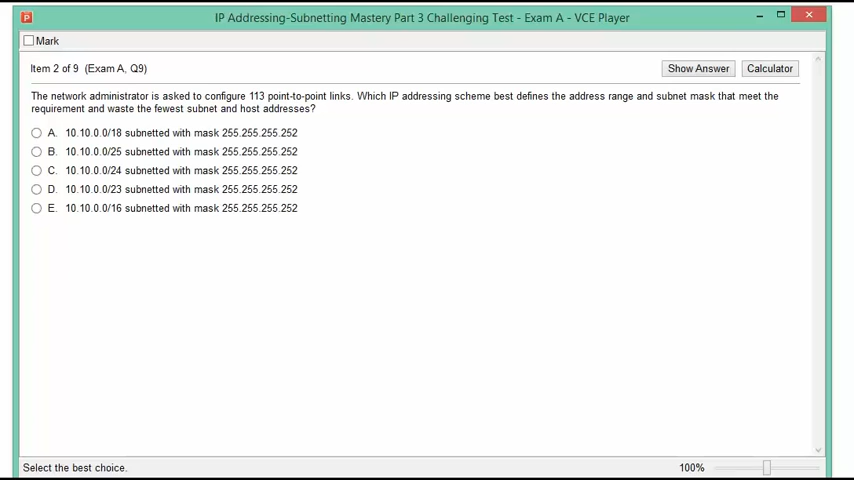 IP Addressing-Subnetting Mastery Part 3 Challenging Test - Exam A - VCE Player
Mark
Item 2 of 9 (Exam A, Q9)
Show Answer
Calculator
The network administrator is asked to configure 113 point-to-point links. Which IP addressing scheme best defines the address range and subnet mask that meet the
requirement and waste the fewest subnet and host addresses?
A. 10.10.0.0/18 subnetted with mask 255.255.255.252
B. 10.10.0.0/25 subnetted with mask 255.255.255.252
C. 10.10.0.0/24 subnetted with mask 255.255.255.252
D. 10.10.0.0/23 subnetted with mask 255.255.255.252
E. 10.10.0.0/16 subnetted with mask 255.255.255.252
Select the best choice.
100%